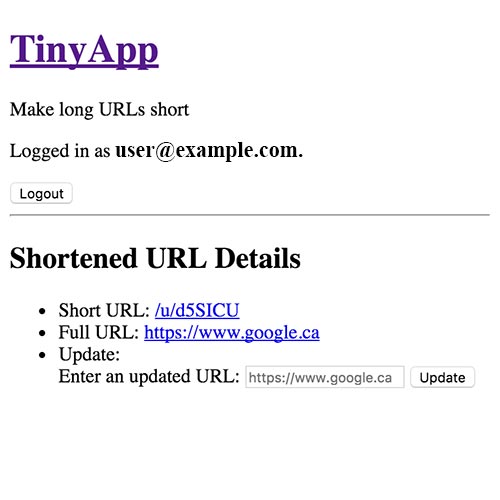 TinyApp
Make long URLs short
Logged in as user@example.com.
Logout
Shortened URL Details
Short URL: /u/d5SICU
Full URL: https://www.google.ca
Update:
Enter an updated URL: https://www.google.ca Update